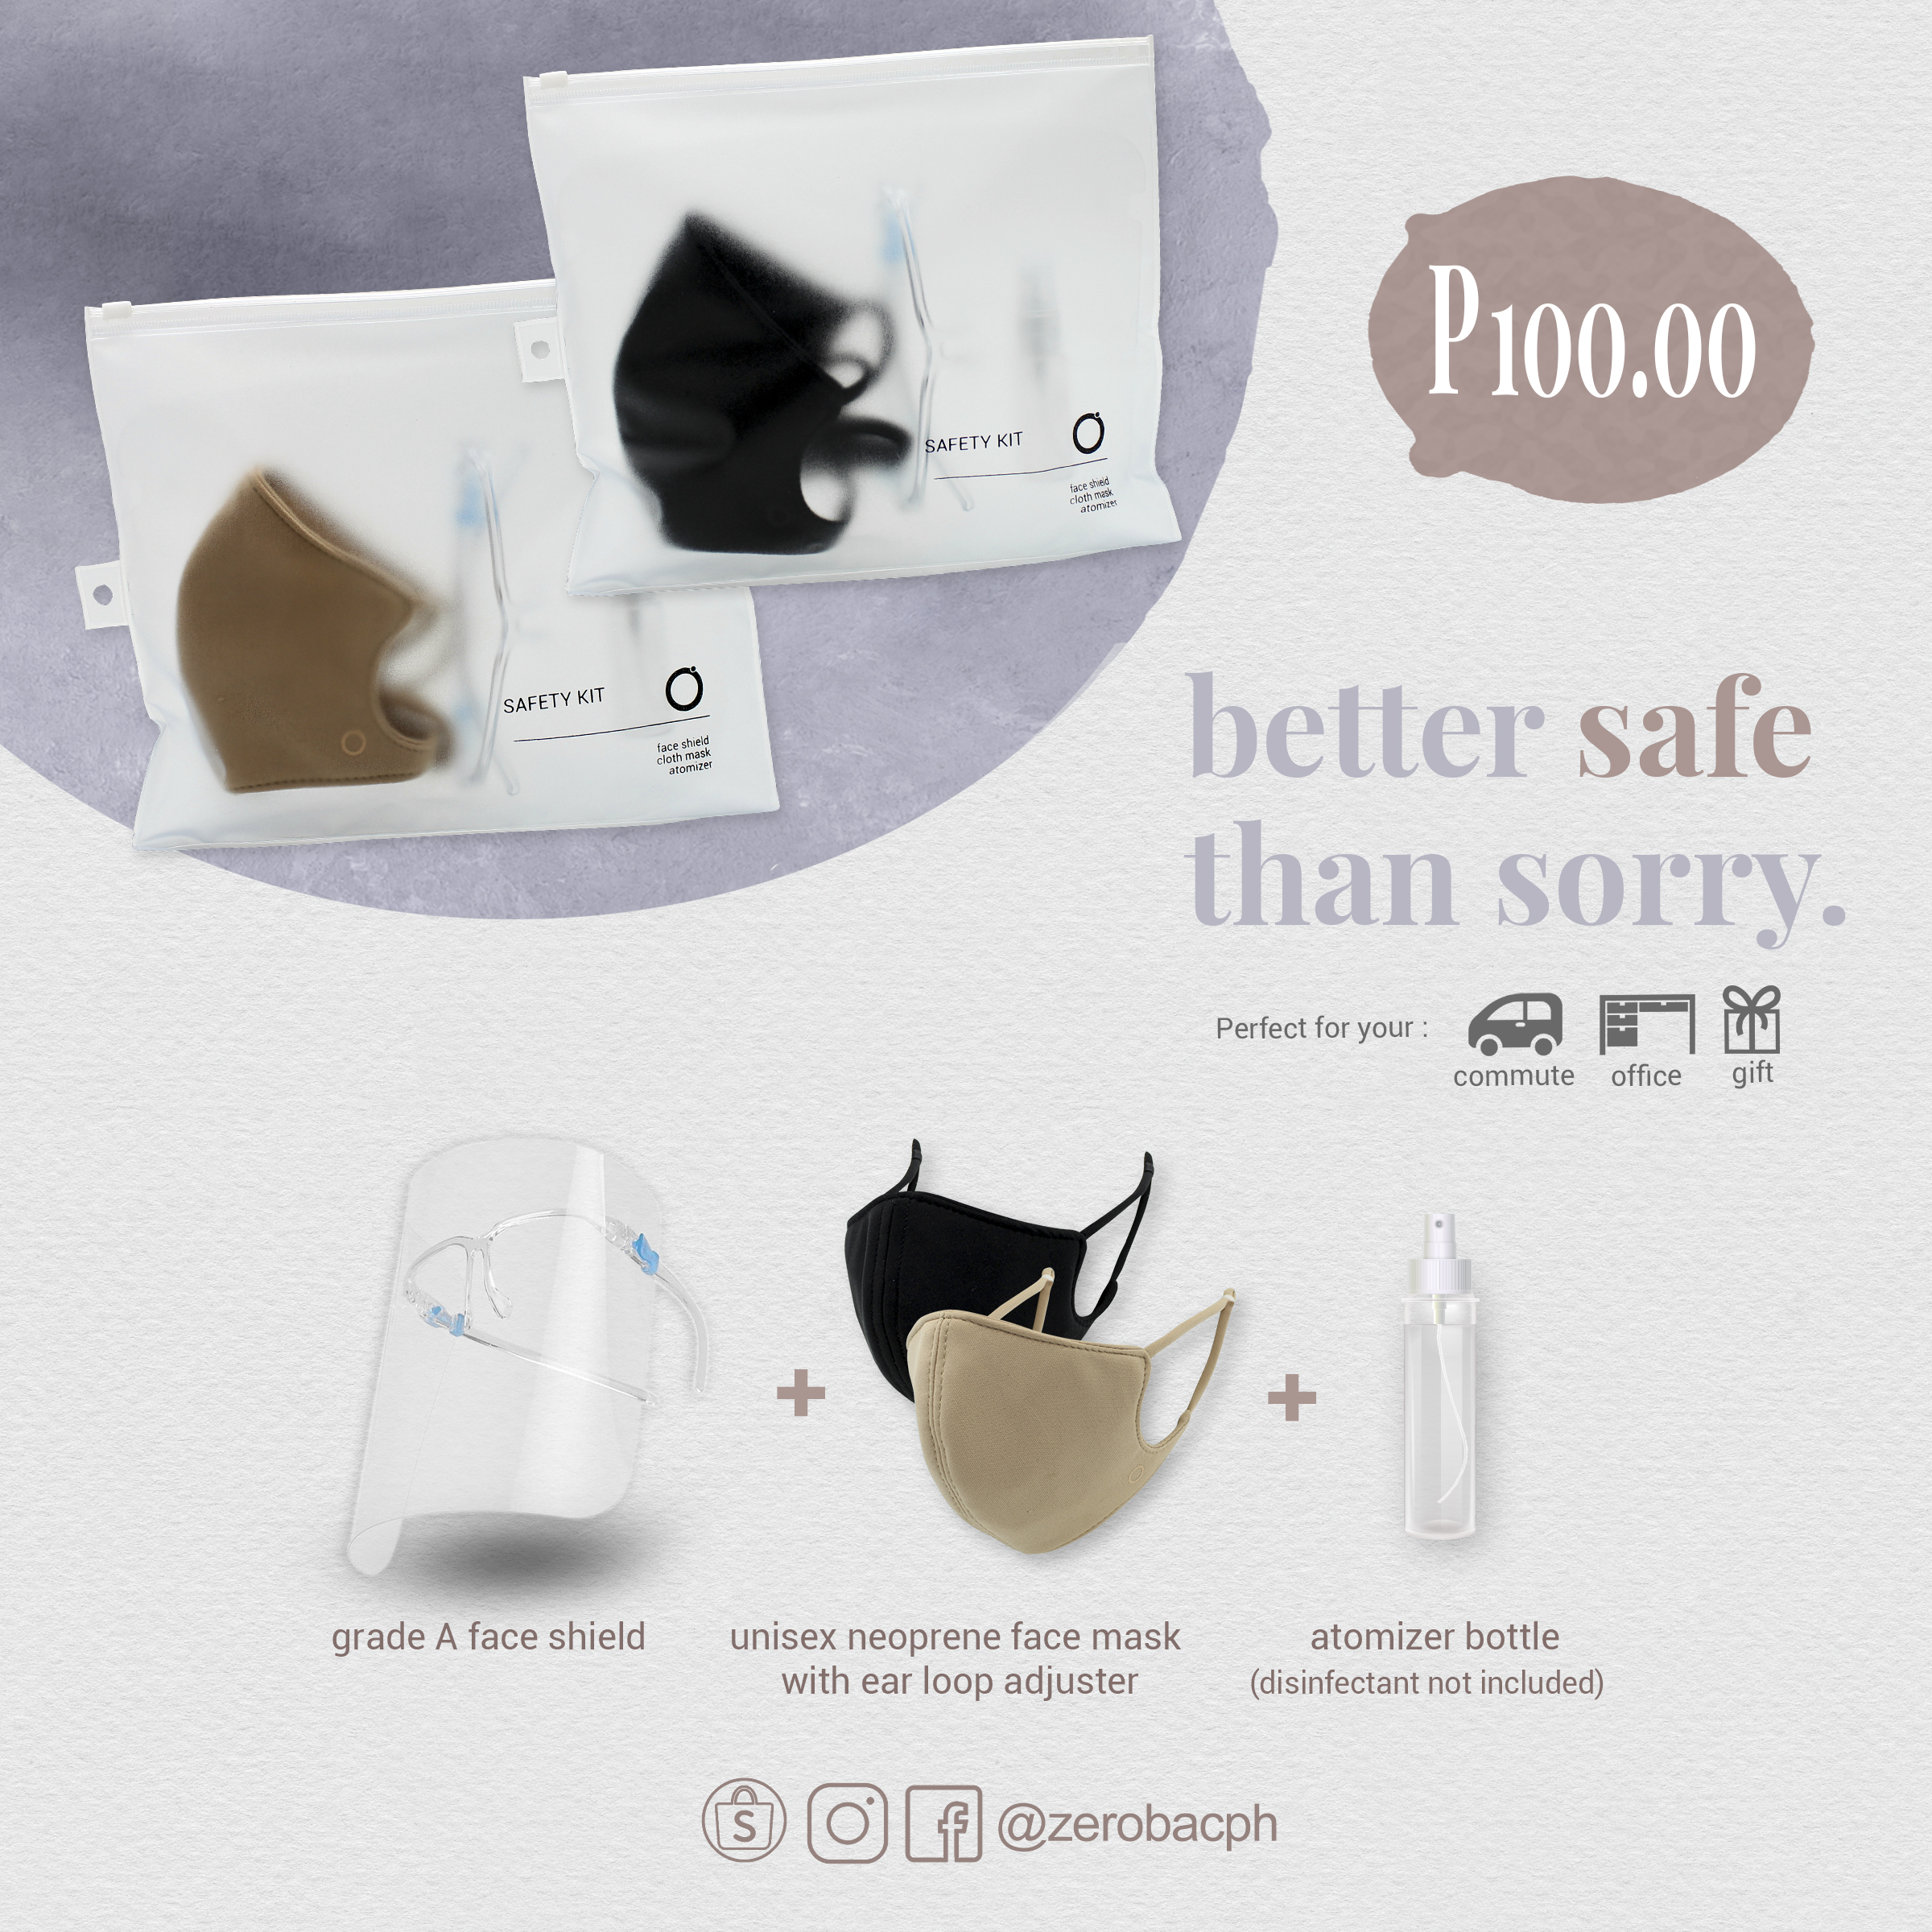 P100.00
SAFETY KIT
face shield
cloth mask
atomizer
SAFETY KIT
face shield
cloth mask
atomizer
better safe
than sorry.
Perfect for your :
commute
office
gift
grade A face shield
unisex neoprene face mask
with ear loop adjuster
atomizer bottle
(disinfectant not included)
@zerobacph